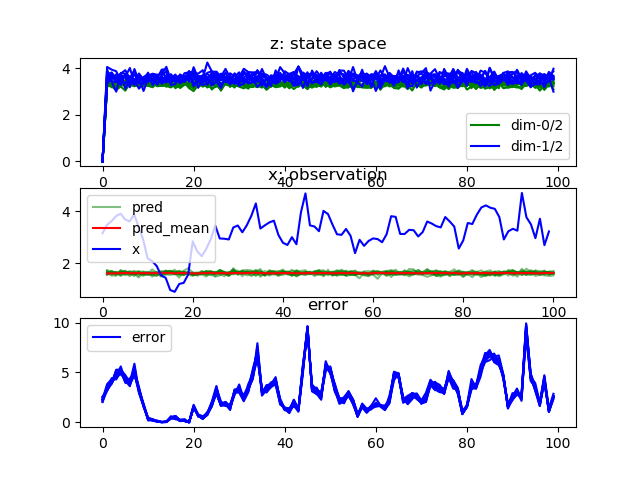 z: state space
4
2
0
dim-0/2
dim-1/2
0 20 40 60 80 100
x: observation
4
2
pred
pred_mean
x
0 20 40 60 80 100
error
10
5
0
error
0 20 40 60 80 100